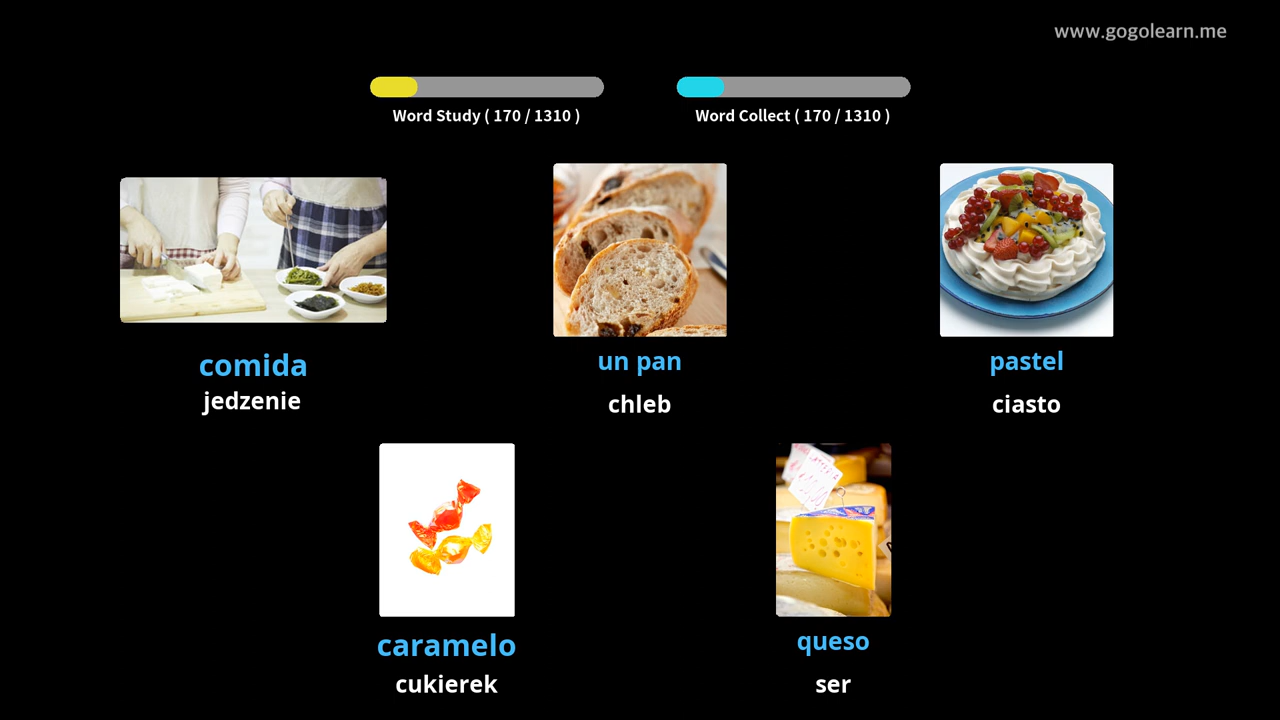 www.gogolearn.me
Word Study ( 170 / 1310 )
Word Collect ( 170 / 1310 )
comida
jedzenie
un pan
chleb
pastel
ciasto
caramelo
cukierek
queso
ser